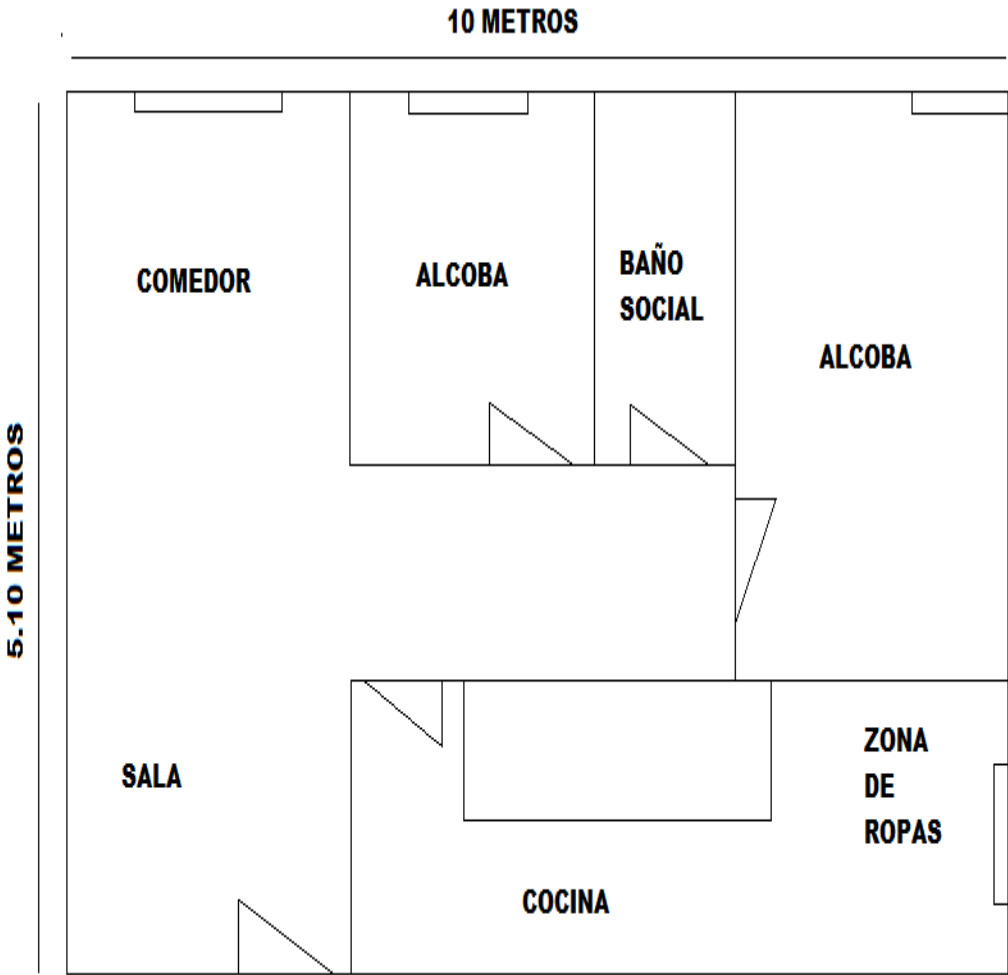 10 METROS
COMEDOR
ALCOBA
BAÑO
SOCIAL
ALCOBA
5.10 METROS
SALA
ZONA
DE
ROPAS
COCINA